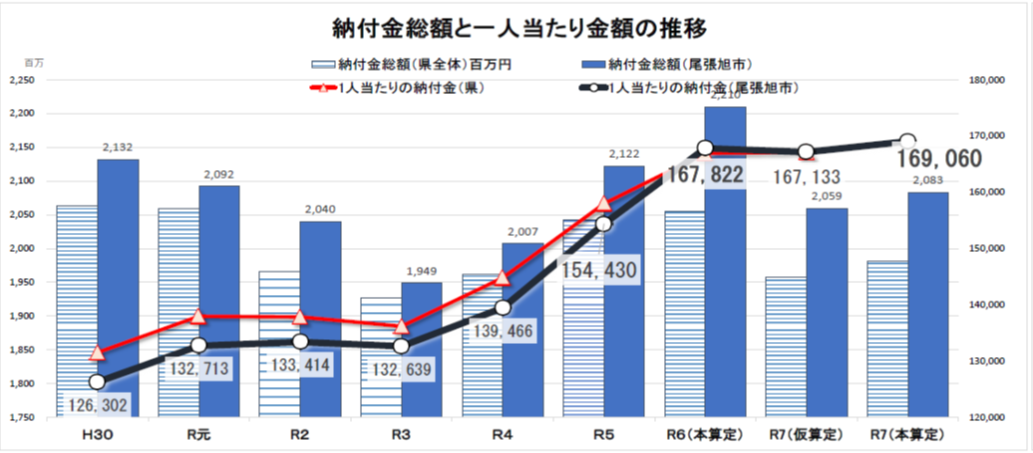 納付金総額と一人当たり金額の推移
百万
納付金総額(県全体)百万円
納付金総額(尾張旭市)
1人当たりの納付金(県)
1人当たりの納付金(尾張旭市)
2,250
2,200
2,150
2,100
2,050
2,000
1,950
1,900
1,850
1,800
1,750
180,000
170,000
160,000
150,000
140,000
130,000
120,000
2,132
2,092
2,040
1,949
2,007
2,122
2,210
2,059
2,083
126,302
132,713
133,414
132,639
139,466
154,430
167,822
167,133
169,060
H30
R元
R2
R3
R4
R5
R6(本算定)
R7(仮算定)
R7(本算定)